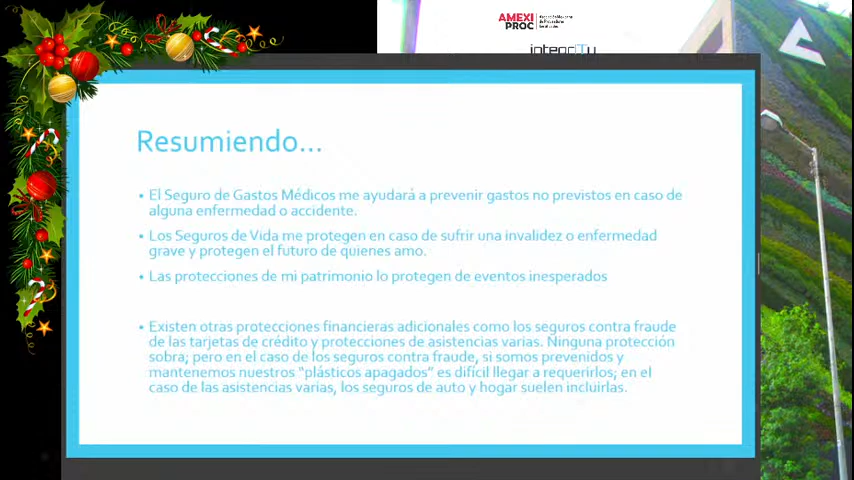 AMEXI
PROC
integriTy
Resumiendo...
• El Seguro de Gastos Médicos me ayudará a prevenir gastos no previstos en caso de
alguna enfermedad o accidente.
• Los Seguros de Vida me protegen en caso de sufrir una invalidez o enfermedad
grave y protegen el futuro de quienes amo.
• Las protecciones de mi patrimonio lo protegen de eventos inesperados
• Existen otras protecciones financieras adicionales como los seguros contra fraude
de las tarjetas de crédito y protecciones de asistencias varias. Ninguna protección
sobra; pero en el caso de los seguros contra fraude, si somos prevenidos y
mantenemos nuestros “plásticos apagados” es difícil llegar a requerirlos; en el
caso de las asistencias varias, los seguros de auto y hogar suelen incluirlas.